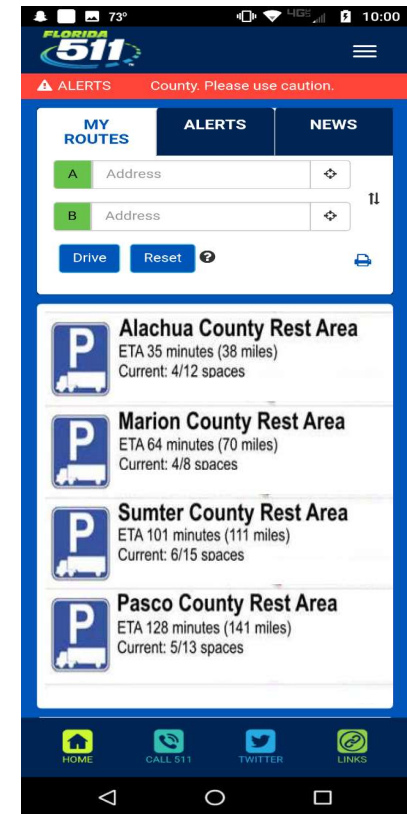 73°
4GE
10:00
FLORIDA
511
ALERTS County. Please use caution.
MY ROUTES
ALERTS
NEWS
A Address
B Address
Drive Reset ?
P
Alachua County Rest Area
ETA 35 minutes (38 miles)
Current: 4/12 spaces
P
Marion County Rest Area
ETA 64 minutes (70 miles)
Current: 4/8 spaces
P
Sumter County Rest Area
ETA 101 minutes (111 miles)
Current: 6/15 spaces
P
Pasco County Rest Area
ETA 128 minutes (141 miles)
Current: 5/13 spaces
HOME
CALL 511
TWITTER
LINKS